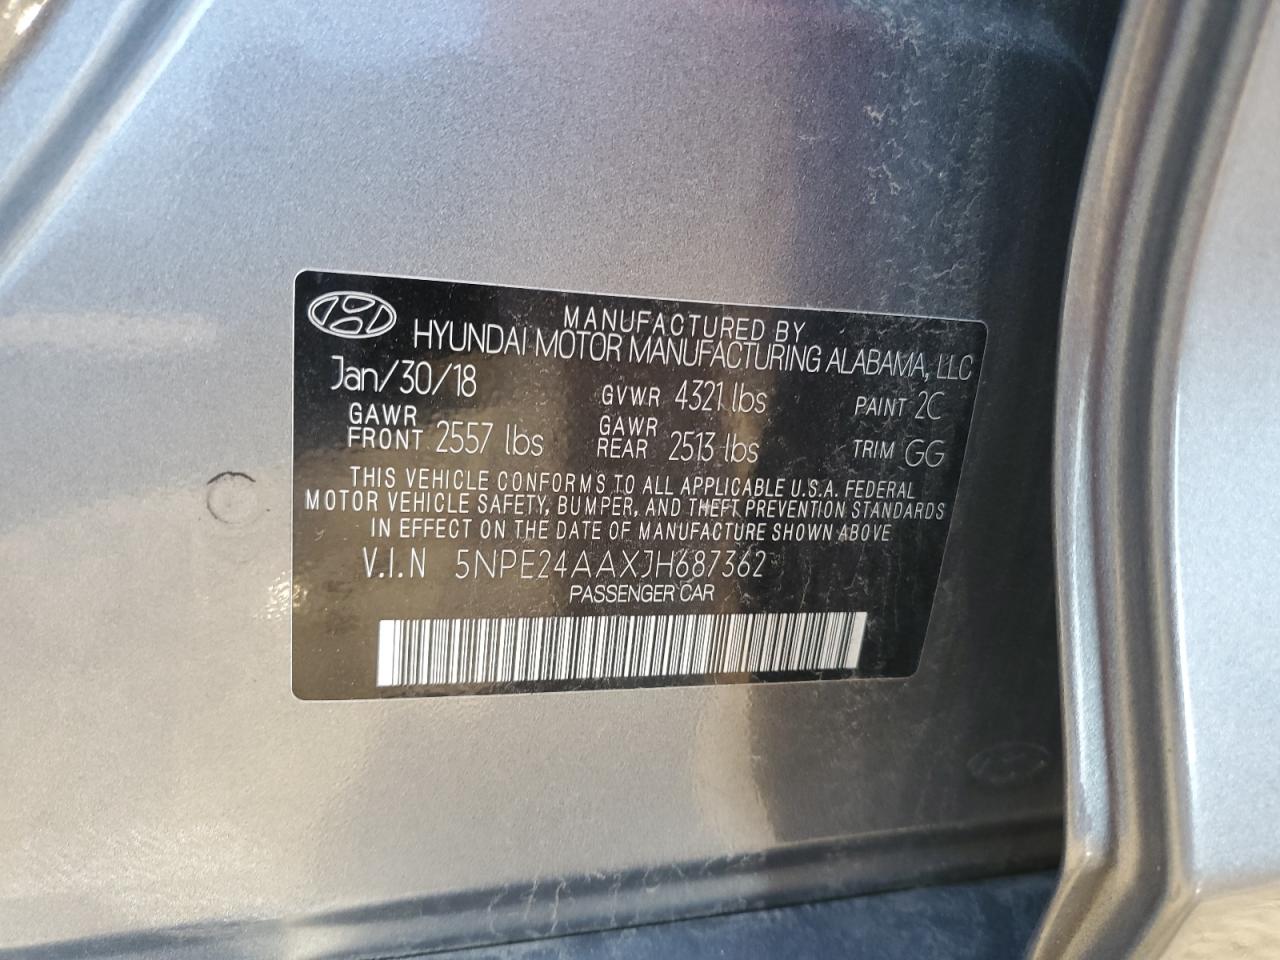 MANUFACTURED BY
HYUNDAI MOTOR MANUFACTURING ALABAMA, LLC
Jan/30/18 GVWR 4321 lbs PAINT 2C
GAWR FRONT 2557 lbs GAWR REAR 2513 lbs TRIM GG
THIS VEHICLE CONFORMS TO ALL APPLICABLE U.S.A. FEDERAL
MOTOR VEHICLE SAFETY, BUMPER, AND THEFT PREVENTION STANDARDS
IN EFFECT ON THE DATE OF MANUFACTURE SHOWN ABOVE
V.I.N 5NPE24AAXJH687362
PASSENGER CAR